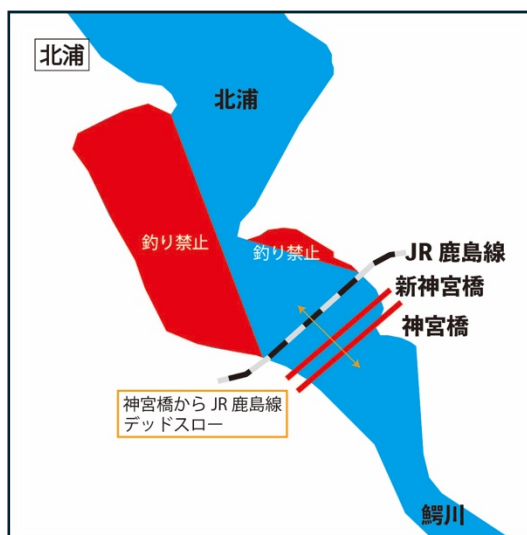 北浦
北浦
釣り禁止
釣り禁止
JR 鹿島線
新神宮橋
神宮橋
神宮橋から JR 鹿島線
デッドスロー
鰐川